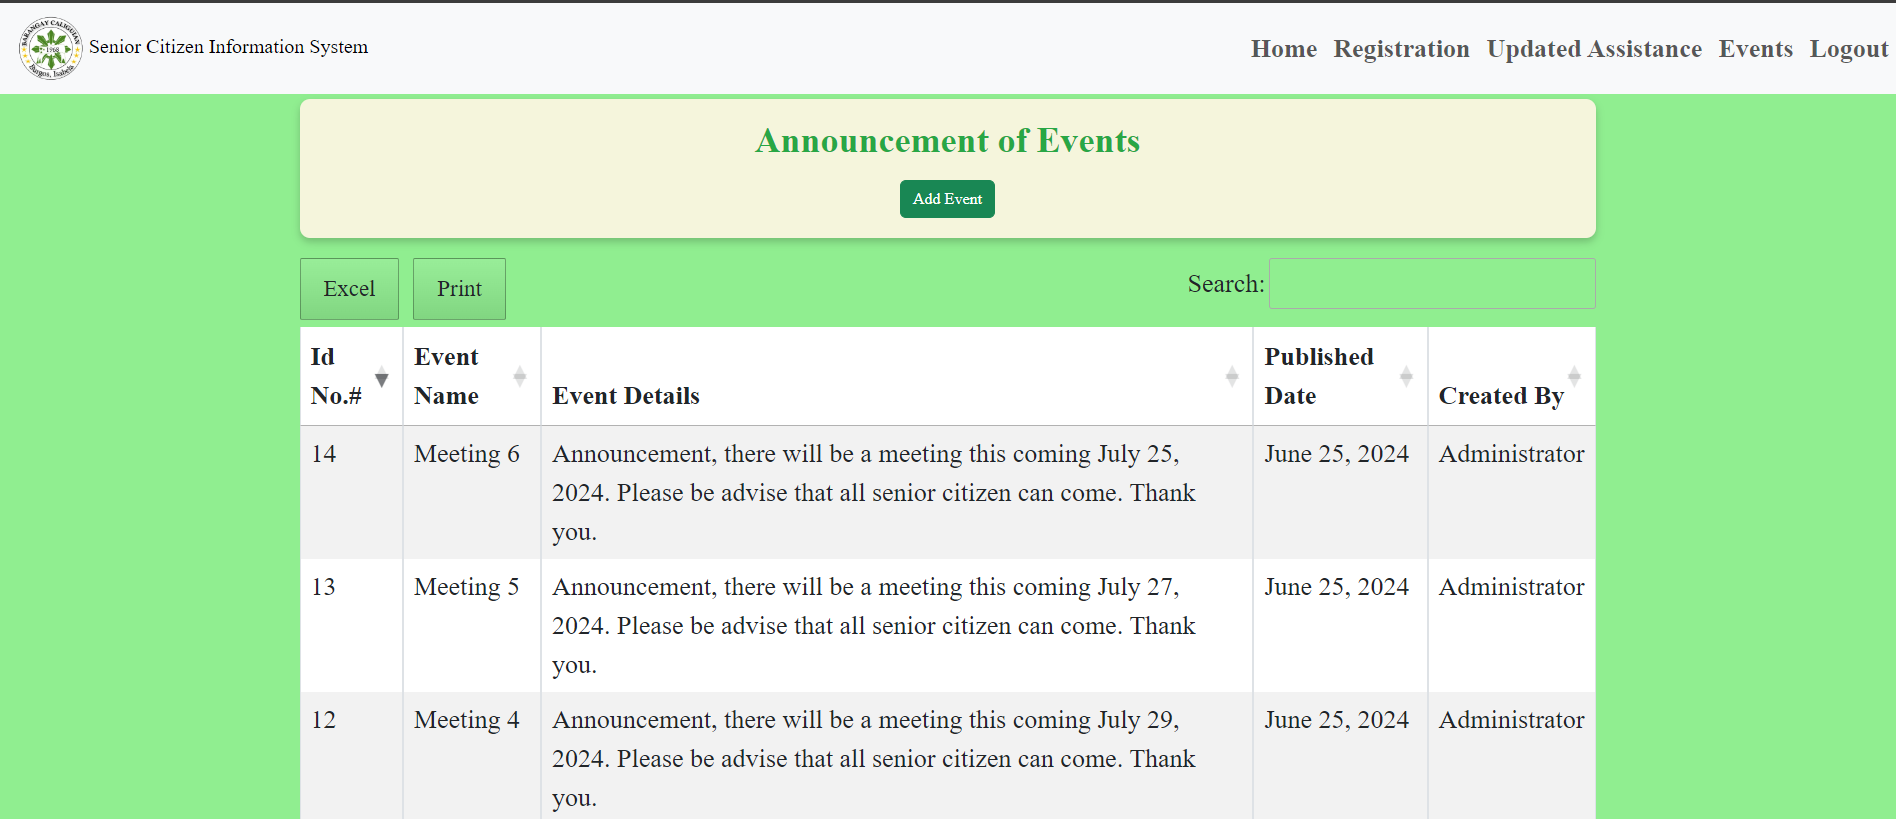 BARANGAY CALIGUIAN
1968
Burgos, Isabela
Senior Citizen Information System
Home Registration Updated Assistance Events Logout
Announcement of Events
Add Event
Excel Print Search:
Id No.# Event Name Event Details Published Date Created By
14 Meeting 6 Announcement, there will be a meeting this coming July 25, June 25, 2024 Administrator
2024. Please be advise that all senior citizen can come. Thank
you.
13 Meeting 5 Announcement, there will be a meeting this coming July 27, June 25, 2024 Administrator
2024. Please be advise that all senior citizen can come. Thank
you.
12 Meeting 4 Announcement, there will be a meeting this coming July 29, June 25, 2024 Administrator
2024. Please be advise that all senior citizen can come. Thank
you.